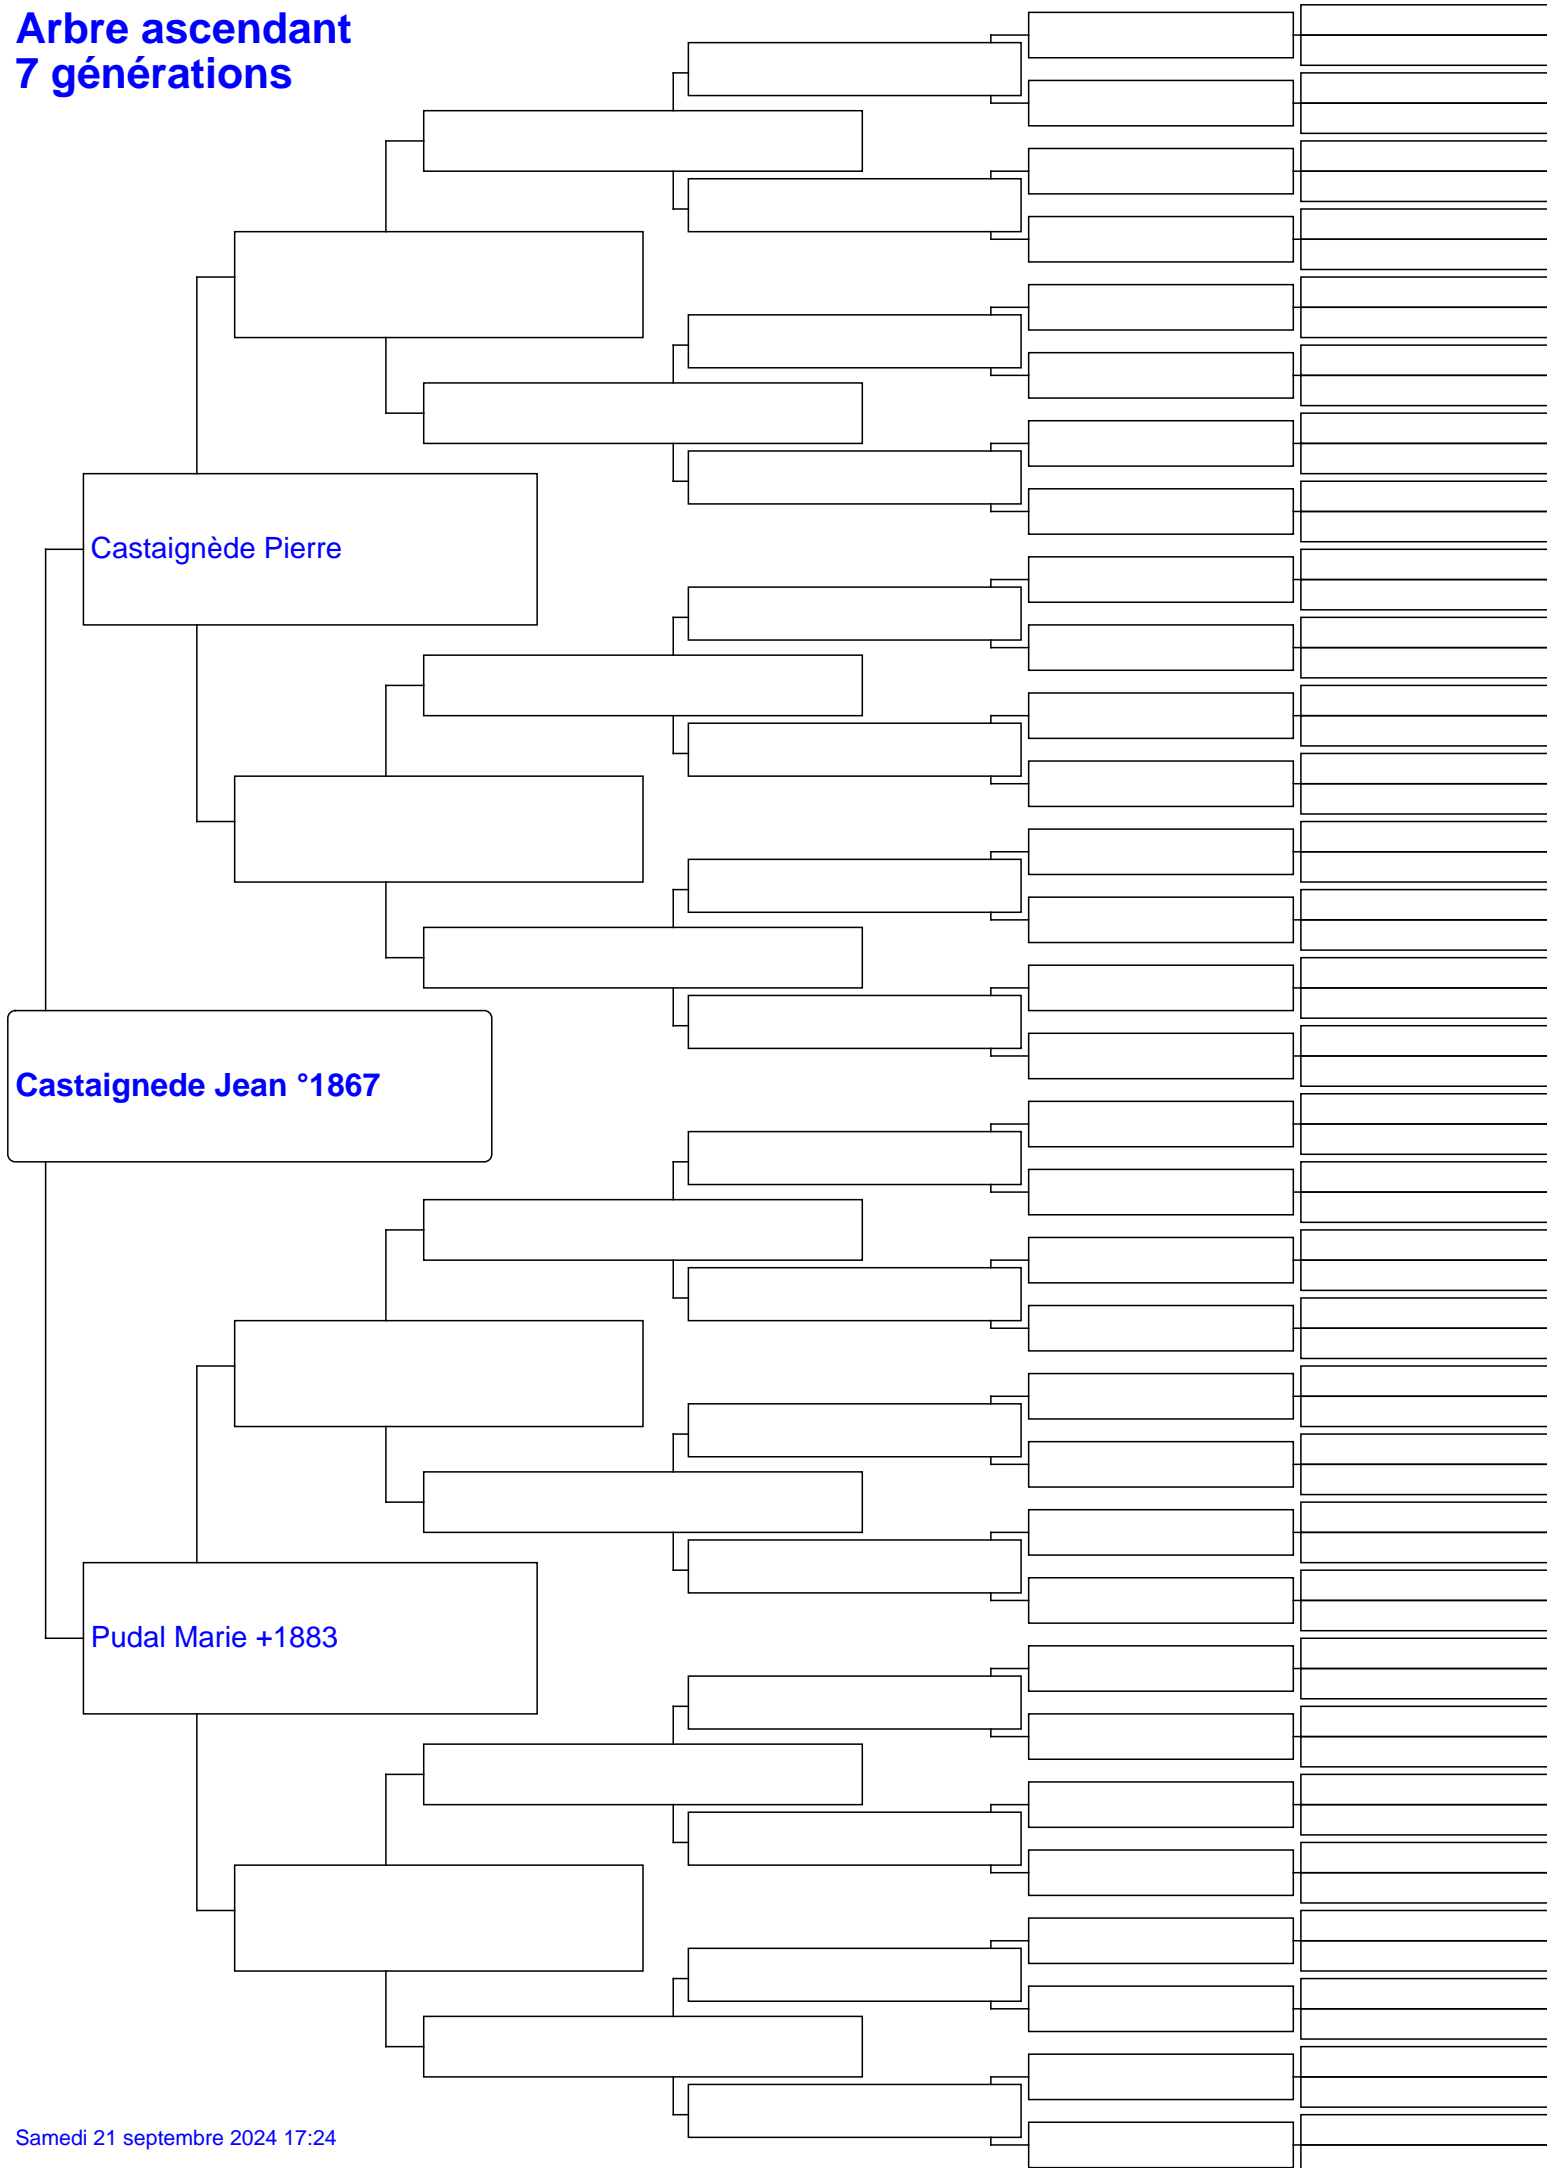 Arbre ascendant
7 générations
Castaignède Pierre
Castaignede Jean °1867
Pudal Marie +1883
Samedi 21 septembre 2024 17:24